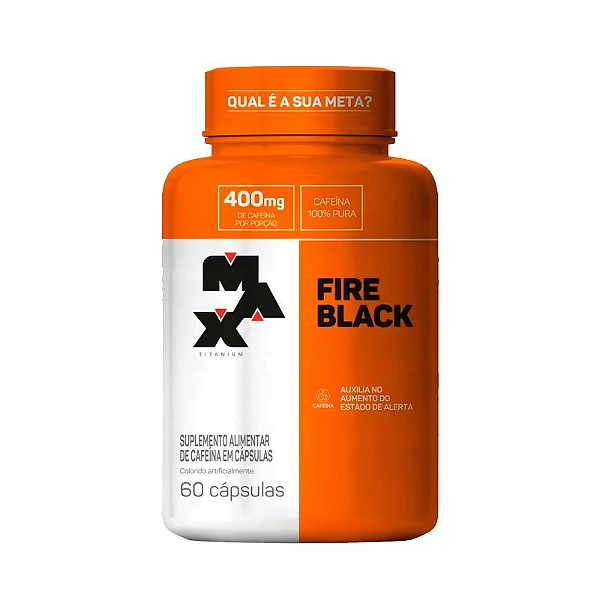 QUAL É A SUA META?
400mg
DE CAFEÍNA
POR PORÇÃO
CAFEÍNA
100% PURA
MAX
TITANIUM
FIRE
BLACK
CAFEÍNA
AUXILIA NO
AUMENTO DO
ESTADO DE ALERTA
SUPLEMENTO ALIMENTAR
DE CAFEÍNA EM CÁPSULAS
Colorido artificialmente.
60 cápsulas